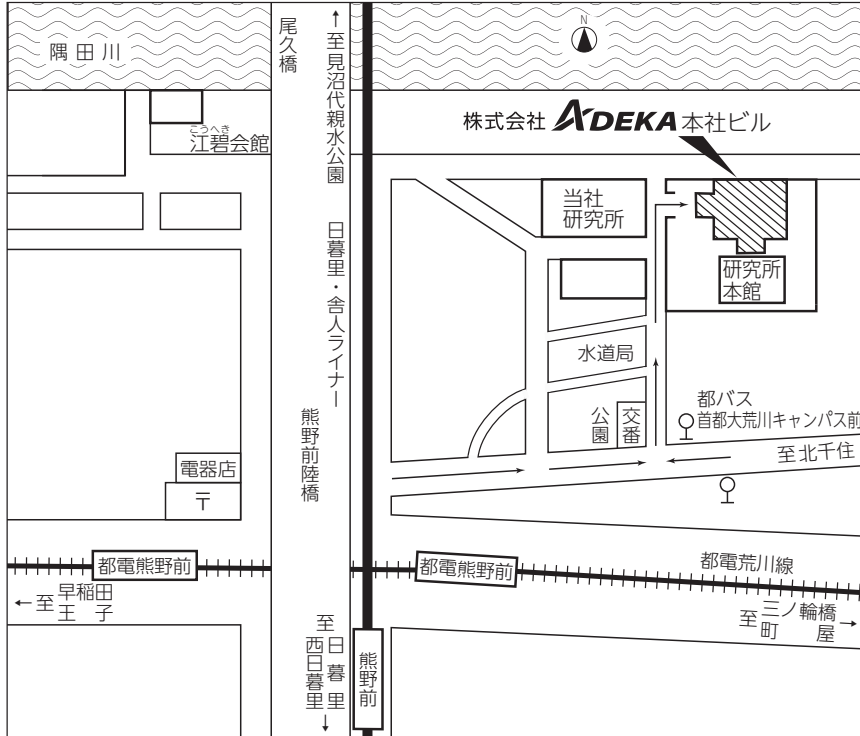 隅田川
尾久橋
↑至見沼代親水公園
N
こうへき
江碧会館
株式会社 ADEKA 本社ビル
当社
研究所
研究所
本館
日暮里・舎人ライナー
水道局
公園
交番
都バス
首都大荒川キャンパス前
至北千住
熊野前陸橋
電器店
〒
都電熊野前
都電熊野前
都電荒川線
←至 早稲田
王子
至 三ノ輪橋→
町屋
至 日暮里
西日暮里↓
熊野前